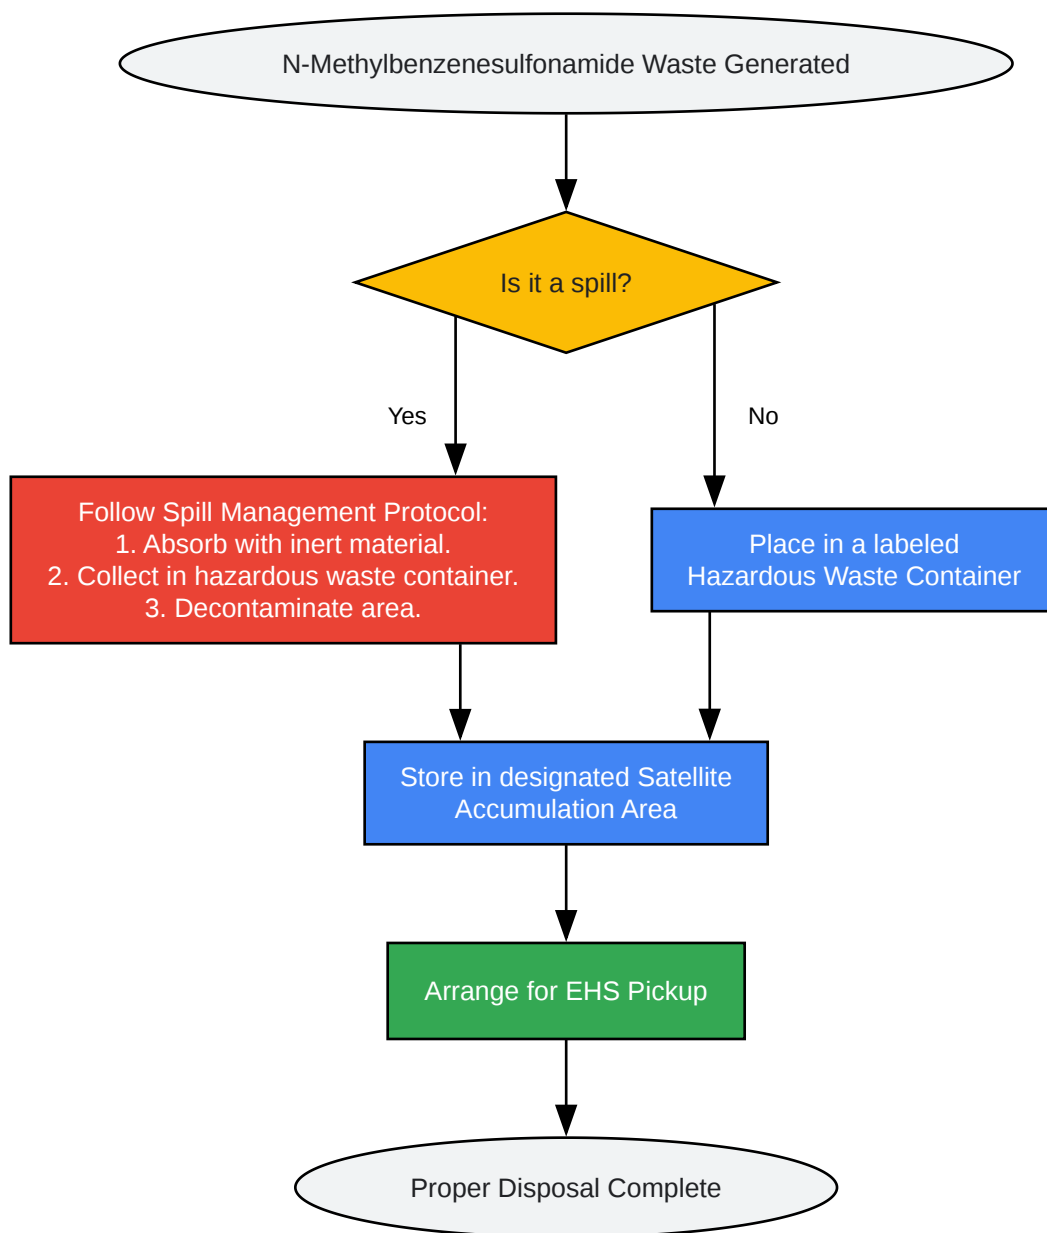 N-Methylbenzenesulfonamide Waste Generated
Is it a spill?
Yes
No
Follow Spill Management Protocol:
1. Absorb with inert material.
2. Collect in hazardous waste container.
3. Decontaminate area.
Place in a labeled
Hazardous Waste Container
Store in designated Satellite
Accumulation Area
Arrange for EHS Pickup
Proper Disposal Complete